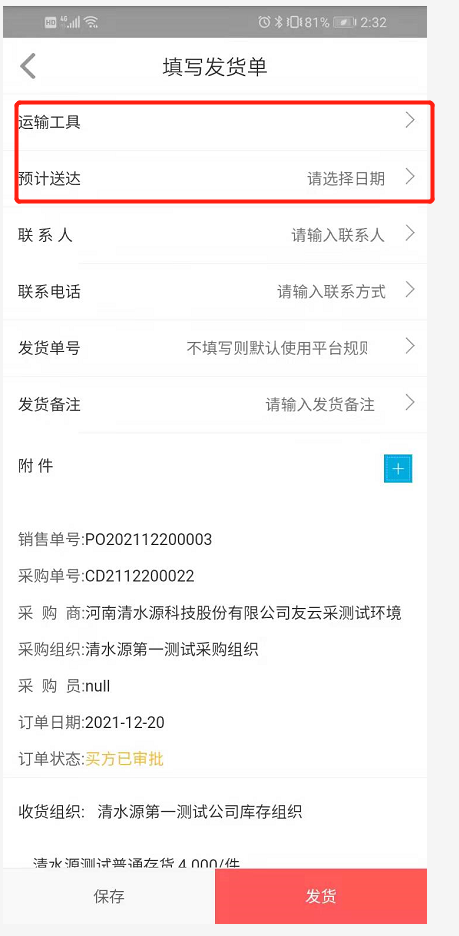 HD 4G 81% 2:32
填写发货单
运输工具
预计送达 请选择日期
联 系 人 请输入联系人
联系电话 请输入联系方式
发货单号 不填写则默认使用平台规则
发货备注 请输入发货备注
附 件
销售单号:PO202112200003
采购单号:CD2112200022
采 购 商:河南清水源科技股份有限公司友云采测试环境
采购组织:清水源第一测试采购组织
采 购 员:null
订单日期:2021-12-20
订单状态:买方已审批
收货组织: 清水源第一测试公司库存组织
清水源测试普通存货 4.000/件
保存 发货